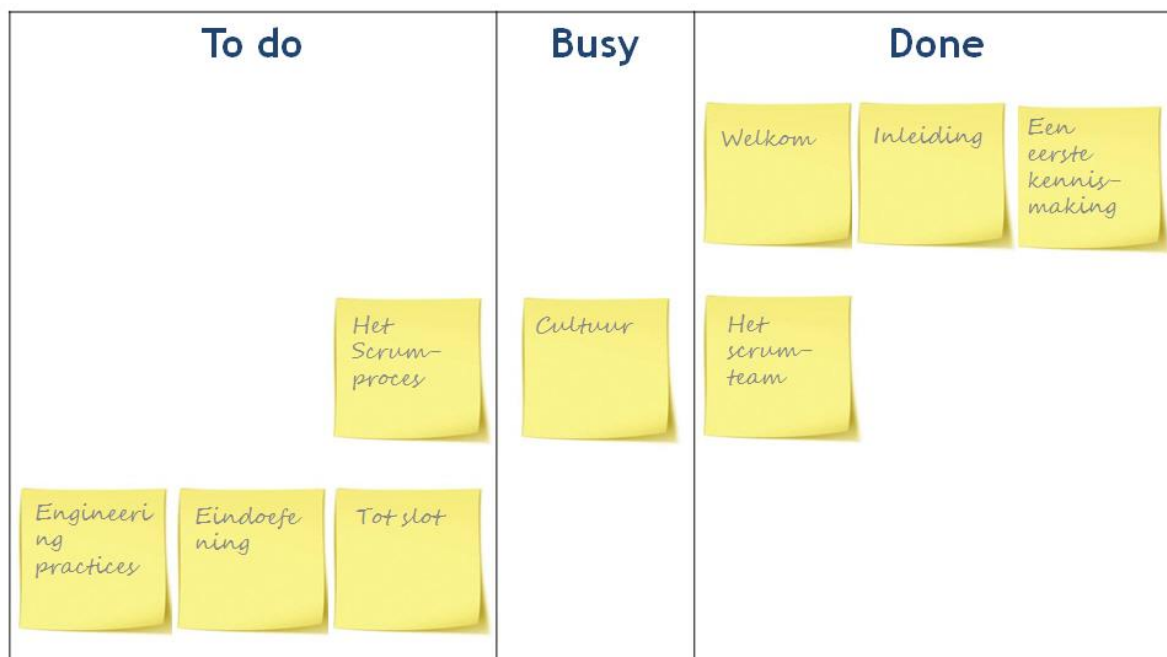 To do
Busy
Done
Welkom
Inleiding
Een
eerste
kennis-
making
Het
Scrum-
proces
Cultuur
Het
scrum-
team
Engineeri
ng
practices
Eindoefe
ning
Tot slot